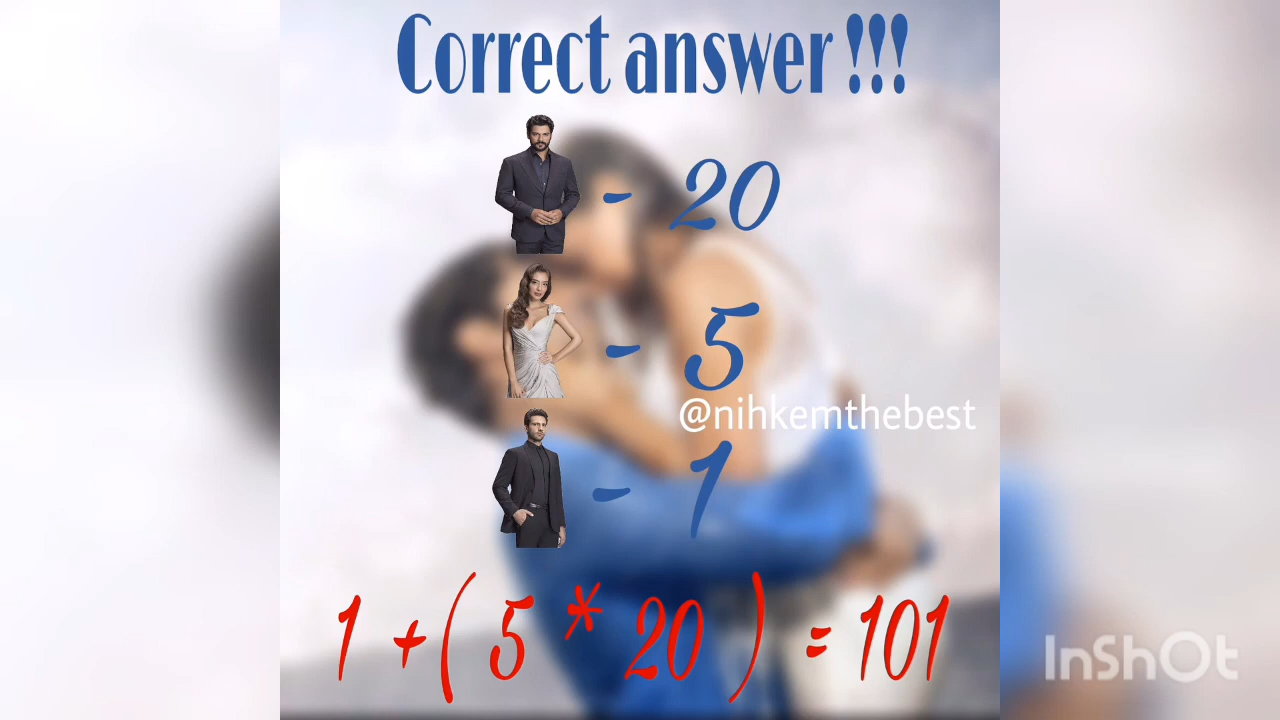 Correct answer !!!
- 20
- 5
@nihkemthebest
- 1
1 + ( 5 * 20 ) = 101
InShOt